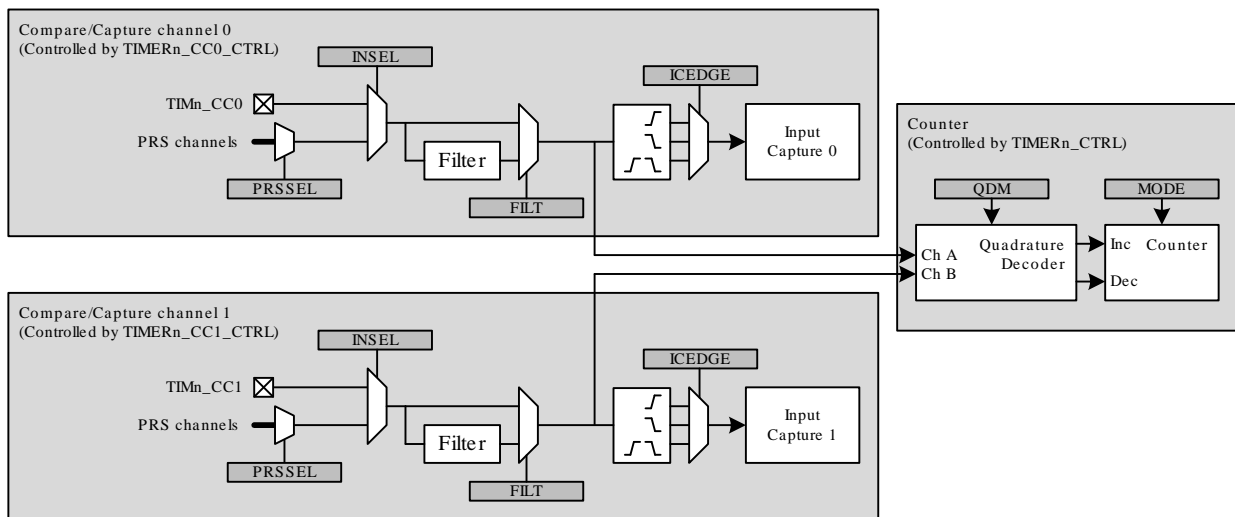 Compare/Capture channel 0
(Controlled by TIMERn_CC0_CTRL)
INSEL
ICEDGE
TIMn_CC0
PRS channels
Filter
Input
Capture 0
PRSSEL
FILT
Counter
(Controlled by TIMERn_CTRL)
QDM
MODE
Ch A
Ch B
Quadrature
Decoder
Inc
Dec
Counter
Compare/Capture channel 1
(Controlled by TIMERn_CC1_CTRL)
INSEL
ICEDGE
TIMn_CC1
PRS channels
Filter
Input
Capture 1
PRSSEL
FILT